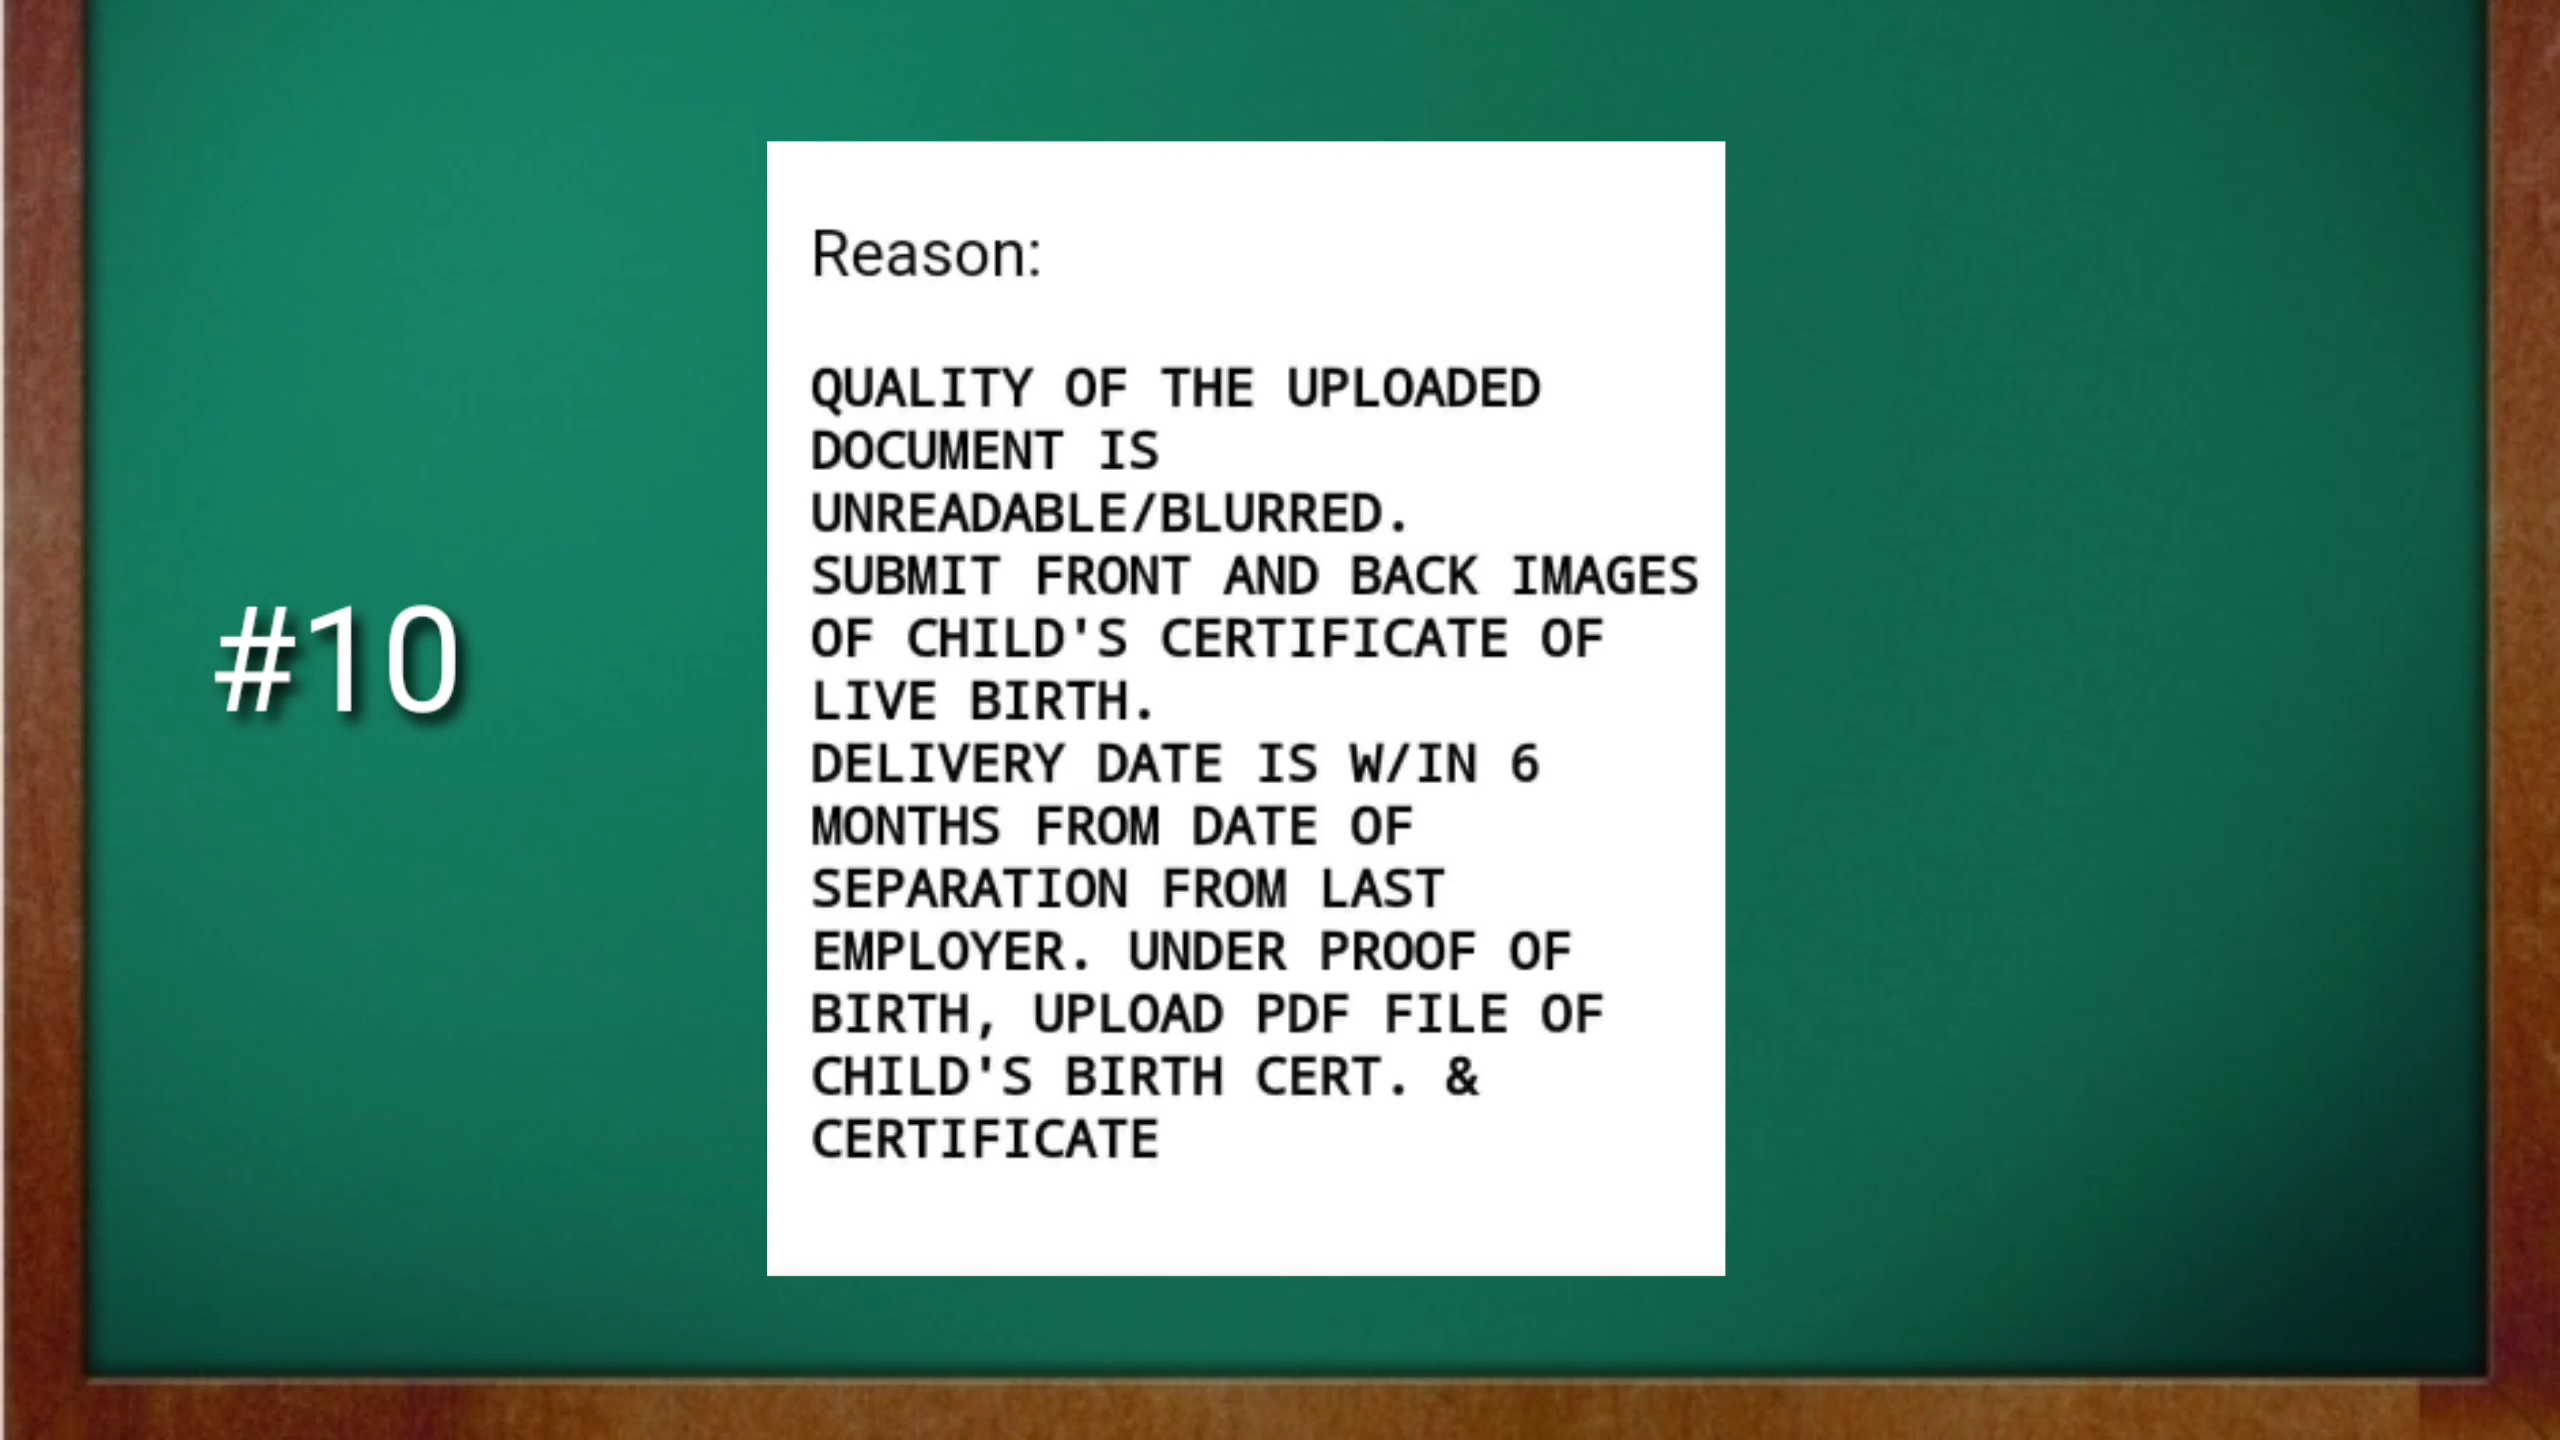 #10
Reason:
QUALITY OF THE UPLOADED
DOCUMENT IS
UNREADABLE/BLURRED.
SUBMIT FRONT AND BACK IMAGES
OF CHILD'S CERTIFICATE OF
LIVE BIRTH.
DELIVERY DATE IS W/IN 6
MONTHS FROM DATE OF
SEPARATION FROM LAST
EMPLOYER. UNDER PROOF OF
BIRTH, UPLOAD PDF FILE OF
CHILD'S BIRTH CERT. &
CERTIFICATE